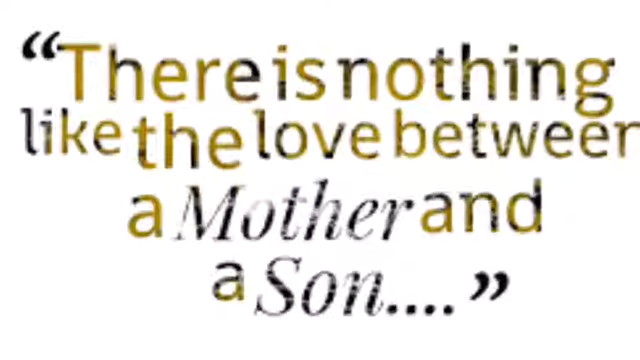 “There is nothing
like the love between
a Mother and
a Son....”